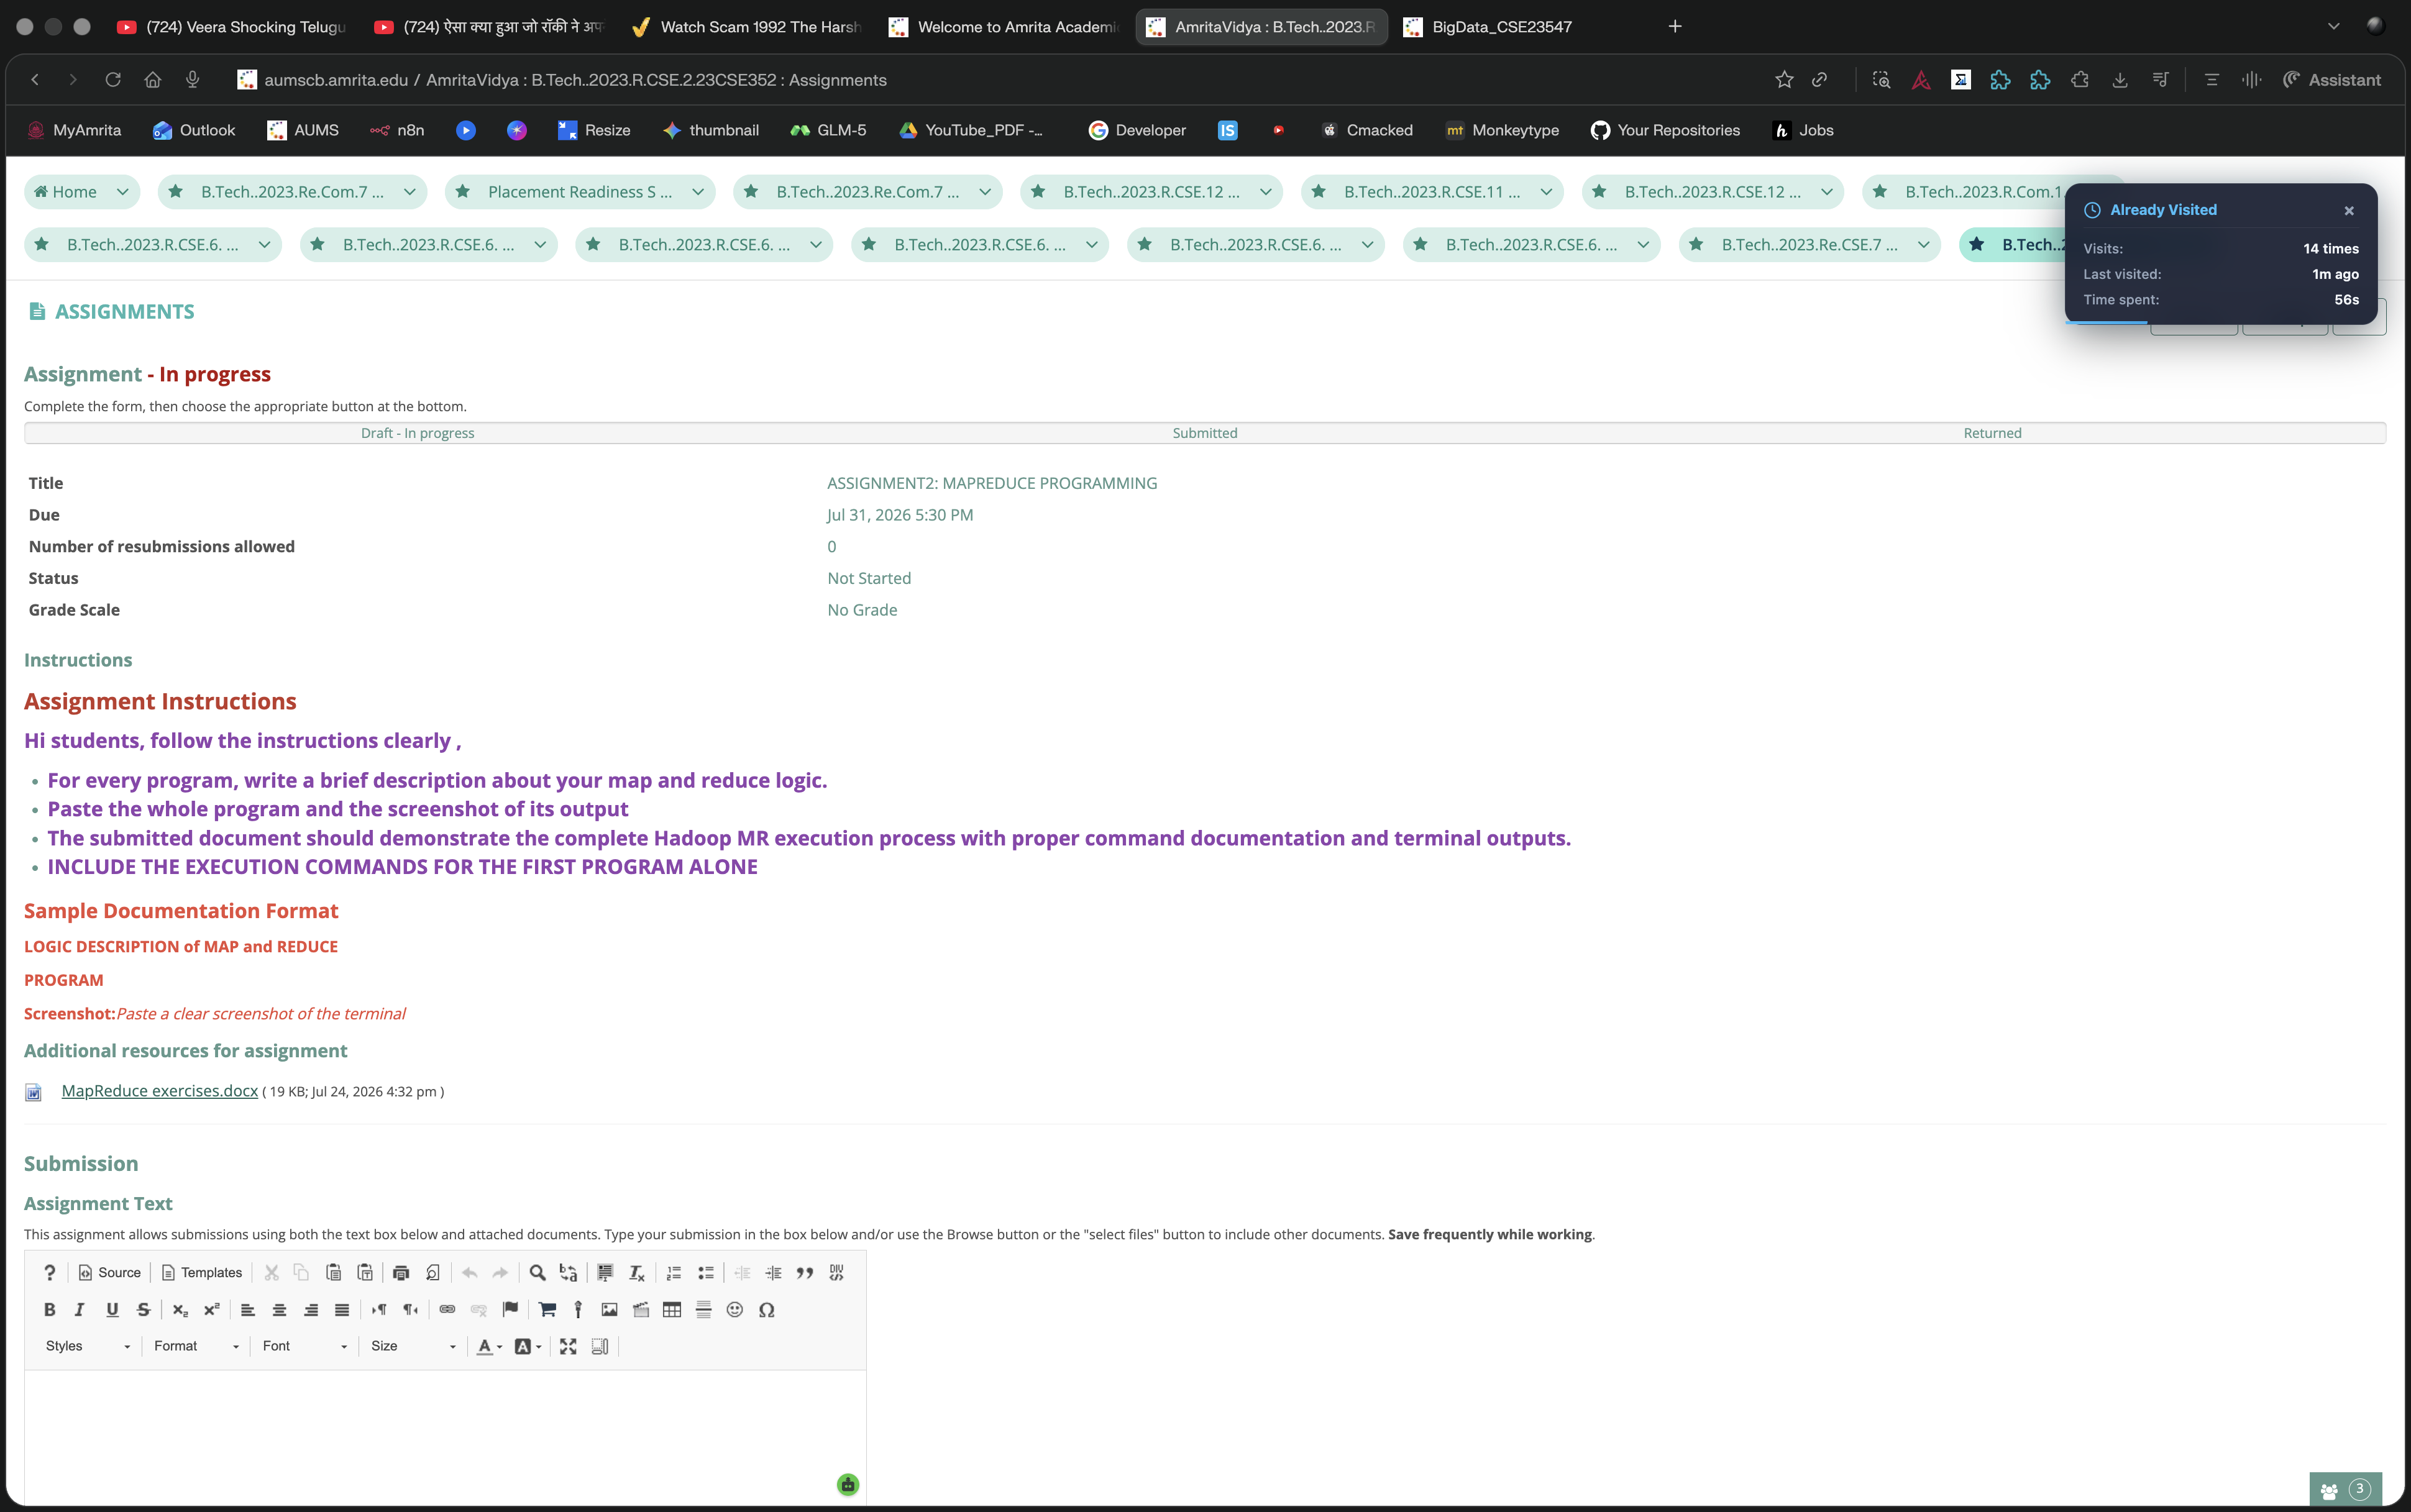 (724) Veera Shocking Telugu
(724) ऐसा क्या हुआ जो रॉकी ने अप
Watch Scam 1992 The Harsh
Welcome to Amrita Academi
AmritaVidya : B.Tech..2023.R
BigData_CSE23547
aumscb.amrita.edu / AmritaVidya : B.Tech..2023.R.CSE.2.23CSE352 : Assignments
Assistant
MyAmrita
Outlook
AUMS
n8n
Resize
thumbnail
GLM-5
YouTube_PDF -...
Developer
IS
Cmacked
mt Monkeytype
Your Repositories
h Jobs
Home
B.Tech..2023.Re.Com.7 ...
Placement Readiness S ...
B.Tech..2023.Re.Com.7 ...
B.Tech..2023.R.CSE.12 ...
B.Tech..2023.R.CSE.11 ...
B.Tech..2023.R.CSE.12 ...
B.Tech..2023.R.Com.1
B.Tech..2023.R.CSE.6. ...
B.Tech..2023.R.CSE.6. ...
B.Tech..2023.R.CSE.6. ...
B.Tech..2023.R.CSE.6. ...
B.Tech..2023.R.CSE.6. ...
B.Tech..2023.R.CSE.6. ...
B.Tech..2023.Re.CSE.7 ...
B.Tech..2
Already Visited
Visits: 14 times
Last visited: 1m ago
Time spent: 56s
ASSIGNMENTS
Assignment - In progress
Complete the form, then choose the appropriate button at the bottom.
Draft - In progress Submitted Returned
Title ASSIGNMENT2: MAPREDUCE PROGRAMMING
Due Jul 31, 2026 5:30 PM
Number of resubmissions allowed 0
Status Not Started
Grade Scale No Grade
Instructions
Assignment Instructions
Hi students, follow the instructions clearly ,
• For every program, write a brief description about your map and reduce logic.
• Paste the whole program and the screenshot of its output
• The submitted document should demonstrate the complete Hadoop MR execution process with proper command documentation and terminal outputs.
• INCLUDE THE EXECUTION COMMANDS FOR THE FIRST PROGRAM ALONE
Sample Documentation Format
LOGIC DESCRIPTION of MAP and REDUCE
PROGRAM
Screenshot:Paste a clear screenshot of the terminal
Additional resources for assignment
MapReduce exercises.docx ( 19 KB; Jul 24, 2026 4:32 pm )
Submission
Assignment Text
This assignment allows submissions using both the text box below and attached documents. Type your submission in the box below and/or use the Browse button or the "select files" button to include other documents. Save frequently while working.
? Source Templates
Styles Format Font Size
3